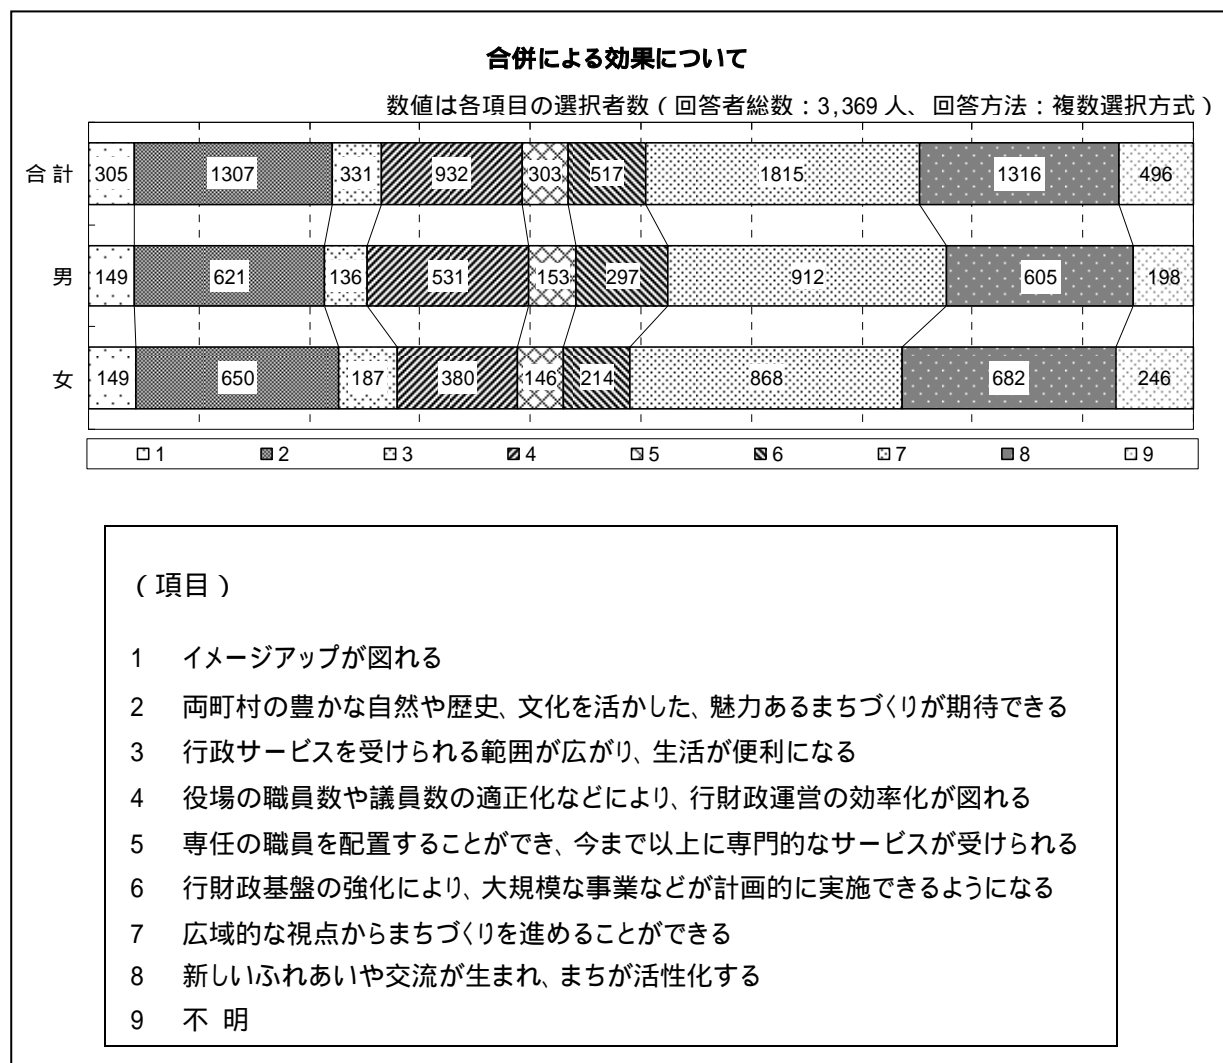 合併による効果について
数値は各項目の選択者数(回答者総数:3,369人、回答方法:複数選択方式)
合計 305 1307 331 932 303 517 1815 1316 496
男 149 621 136 531 153 297 912 605 198
女 149 650 187 380 146 214 868 682 246
1 2 3 4 5 6 7 8 9
(項目)
1 イメージアップが図れる
2 両町村の豊かな自然や歴史、文化を活かした、魅力あるまちづくりが期待できる
3 行政サービスを受けられる範囲が広がり、生活が便利になる
4 役場の職員数や議員数の適正化などにより、行財政運営の効率化が図れる
5 専任の職員を配置することができ、今まで以上に専門的なサービスが受けられる
6 行財政基盤の強化により、大規模な事業などが計画的に実施できるようになる
7 広域的な視点からまちづくりを進めることができる
8 新しいふれあいや交流が生まれ、まちが活性化する
9 不 明